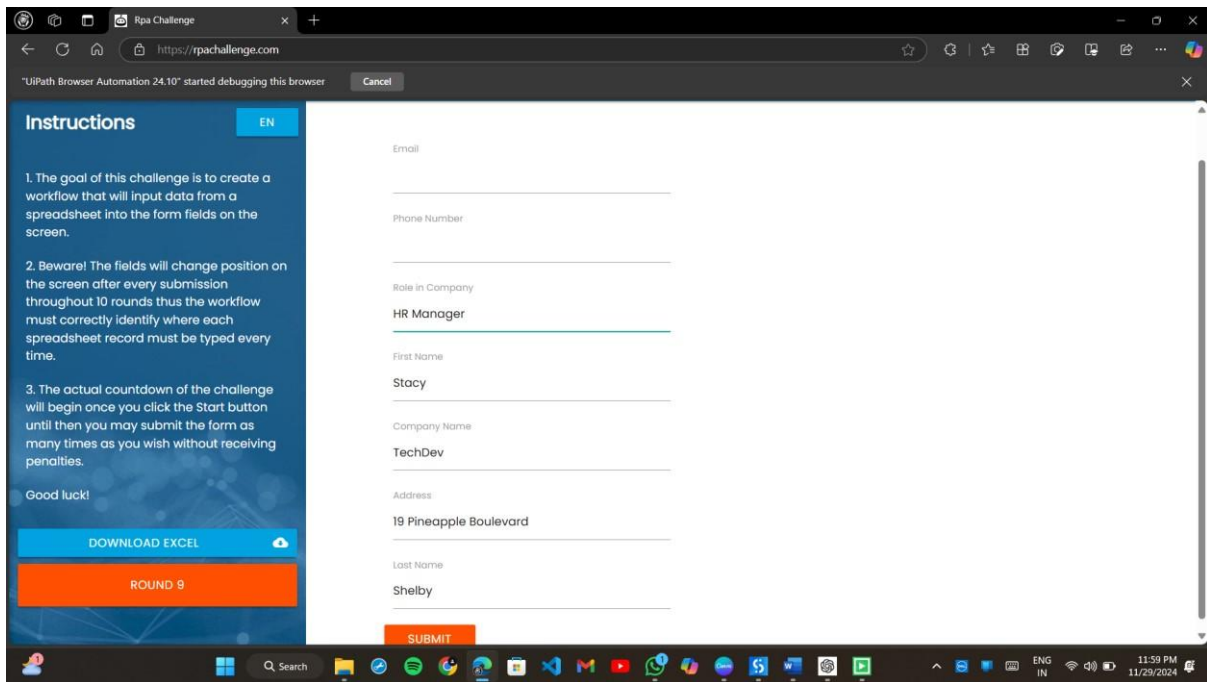 Rpa Challenge
https://rpachallenge.com
"UiPath Browser Automation 24.10" started debugging this browser
Cancel
Instructions
EN
1. The goal of this challenge is to create a
workflow that will input data from a
spreadsheet into the form fields on the
screen.
2. Beware! The fields will change position on
the screen after every submission
throughout 10 rounds thus the workflow
must correctly identify where each
spreadsheet record must be typed every
time.
3. The actual countdown of the challenge
will begin once you click the Start button
until then you may submit the form as
many times as you wish without receiving
penalties.
Good luck!
DOWNLOAD EXCEL
ROUND 9
Email
Phone Number
Role in Company
HR Manager
First Name
Stacy
Company Name
TechDev
Address
19 Pineapple Boulevard
Last Name
Shelby
SUBMIT
Search
ENG
IN
11:59 PM
11/29/2024